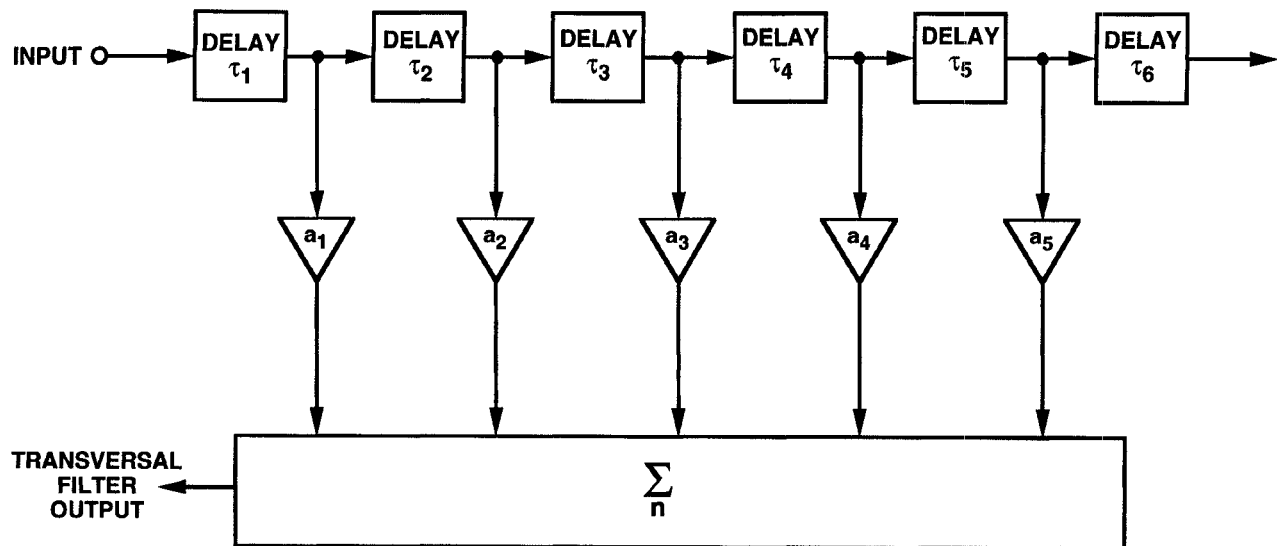 INPUT
DELAY
τ1
DELAY
τ2
DELAY
τ3
DELAY
τ4
DELAY
τ5
DELAY
τ6
a1
a2
a3
a4
a5
TRANSVERSAL
FILTER
OUTPUT
Σ
n